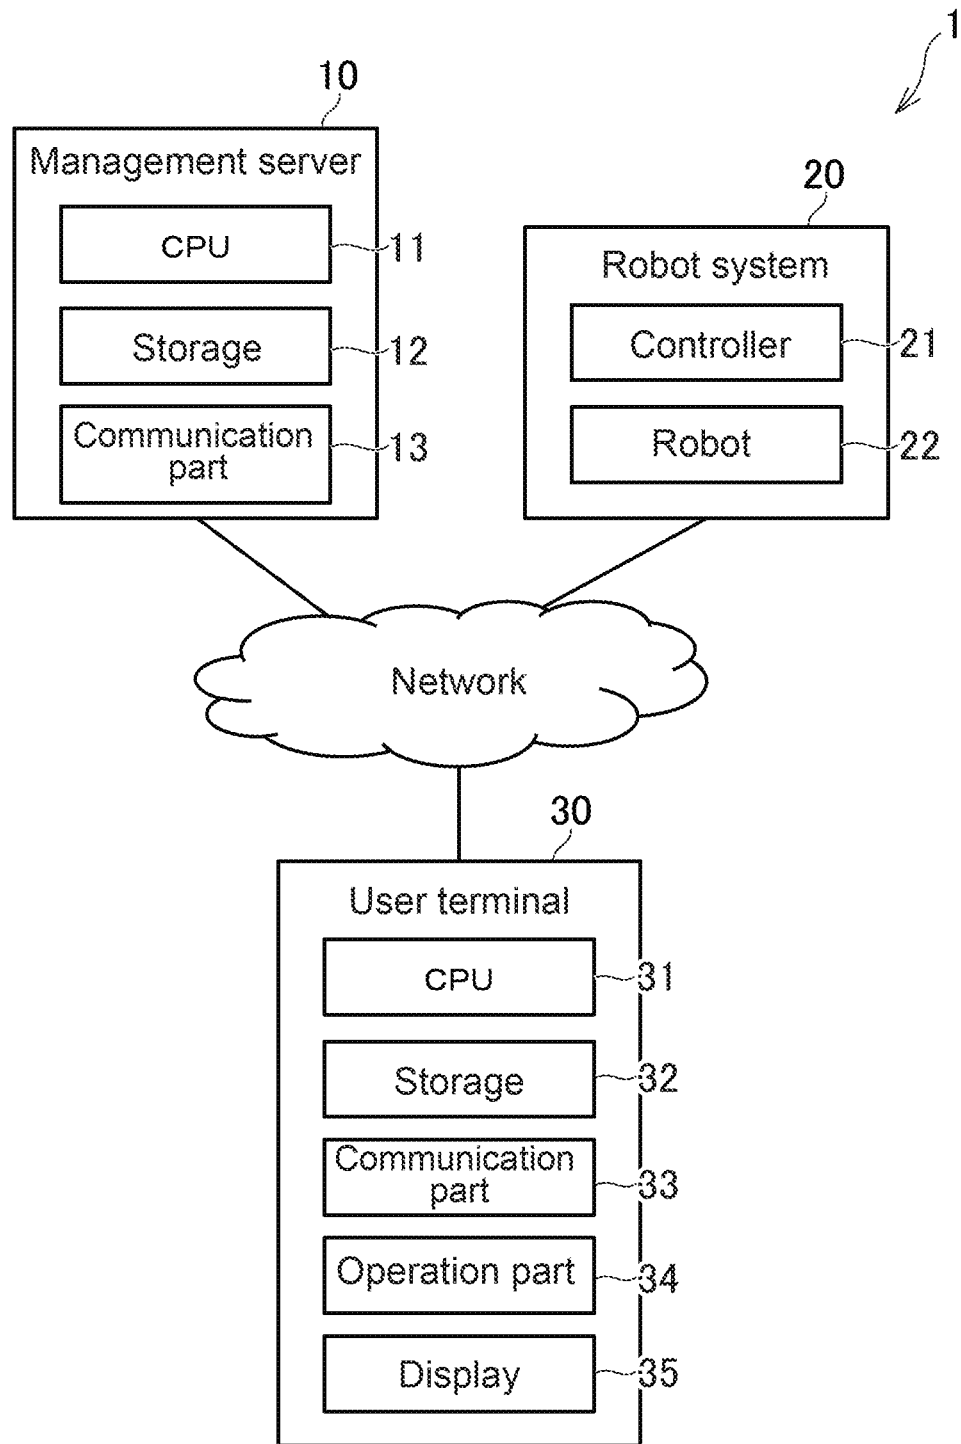 1
10
Management server
CPU
11
Storage
12
Communication
part
13
20
Robot system
Controller
21
Robot
22
Network
30
User terminal
CPU
31
Storage
32
Communication
part
33
Operation part
34
Display
35